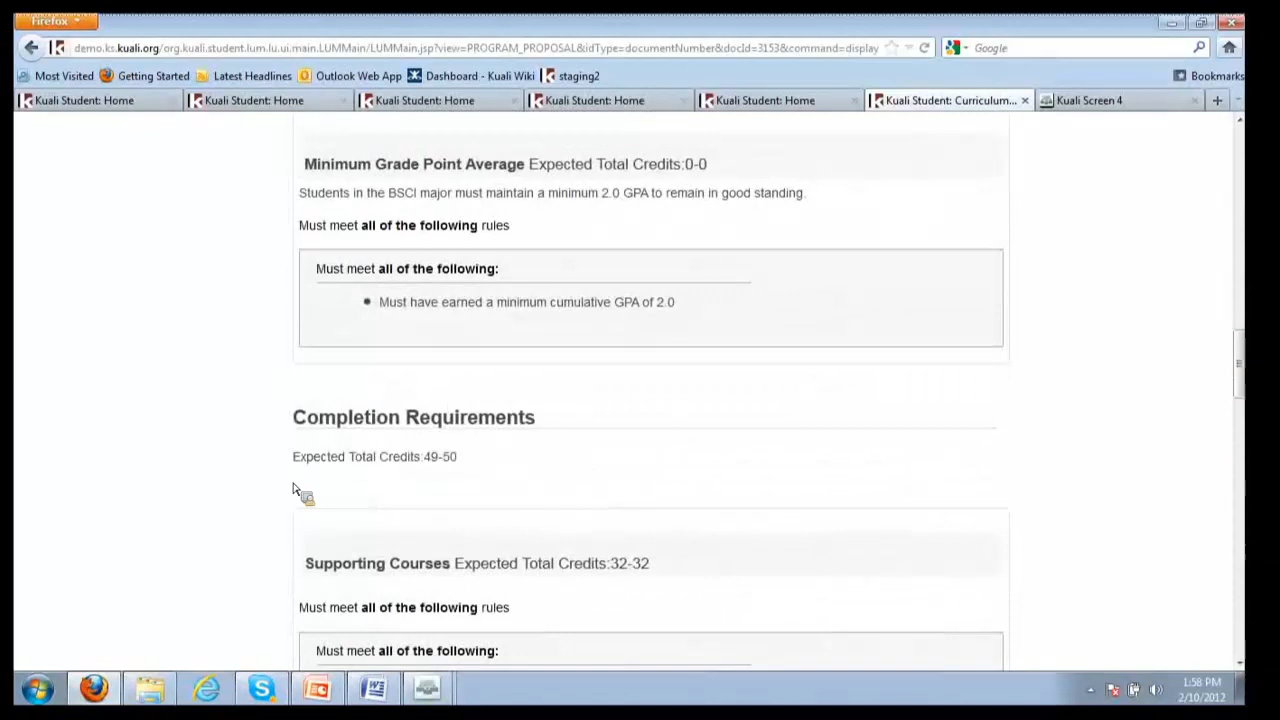 Firefox
demo.ks.kuali.org/org.kuali.student.lum.lu.ui.main.LUMMain/LUMMain.jsp?view=PROGRAM_PROPOSAL&idType=documentNumber&docId=3153&command=display
Google
Most Visited Getting Started Latest Headlines Outlook Web App Dashboard - Kuali Wiki staging2 Bookmarks
Kuali Student: Home Kuali Student: Home Kuali Student: Home Kuali Student: Home Kuali Student: Home Kuali Student: Curriculum... Kuali Screen 4
Minimum Grade Point Average Expected Total Credits:0-0
Students in the BSCI major must maintain a minimum 2.0 GPA to remain in good standing.
Must meet all of the following rules
Must meet all of the following:
Must have earned a minimum cumulative GPA of 2.0
Completion Requirements
Expected Total Credits:49-50
Supporting Courses Expected Total Credits:32-32
Must meet all of the following rules
Must meet all of the following:
1:58 PM
2/10/2012